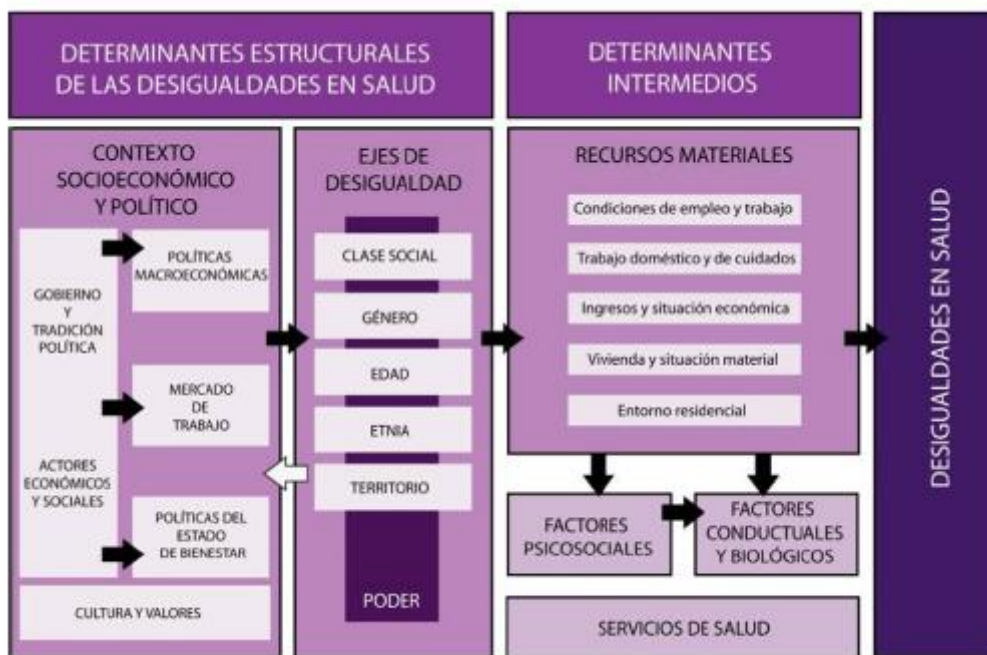 DETERMINANTES ESTRUCTURALES
DE LAS DESIGUALDADES EN SALUD
CONTEXTO
SOCIOECONÓMICO
Y POLÍTICO
GOBIERNO
Y
TRADICIÓN
POLÍTICA
ACTORES
ECONÓMICOS
Y SOCIALES
POLÍTICAS
MACROECONÓMICAS
MERCADO
DE
TRABAJO
POLÍTICAS DEL
ESTADO
DE BIENESTAR
CULTURA Y VALORES
EJES DE
DESIGUALDAD
CLASE SOCIAL
GÉNERO
EDAD
ETNIA
TERRITORIO
PODER
DETERMINANTES
INTERMEDIOS
RECURSOS MATERIALES
Condiciones de empleo y trabajo
Trabajo doméstico y de cuidados
Ingresos y situación económica
Vivienda y situación material
Entorno residencial
FACTORES
PSICOSOCIALES
FACTORES
CONDUCTUALES
Y BIOLÓGICOS
SERVICIOS DE SALUD
DESIGUALDADES EN SALUD